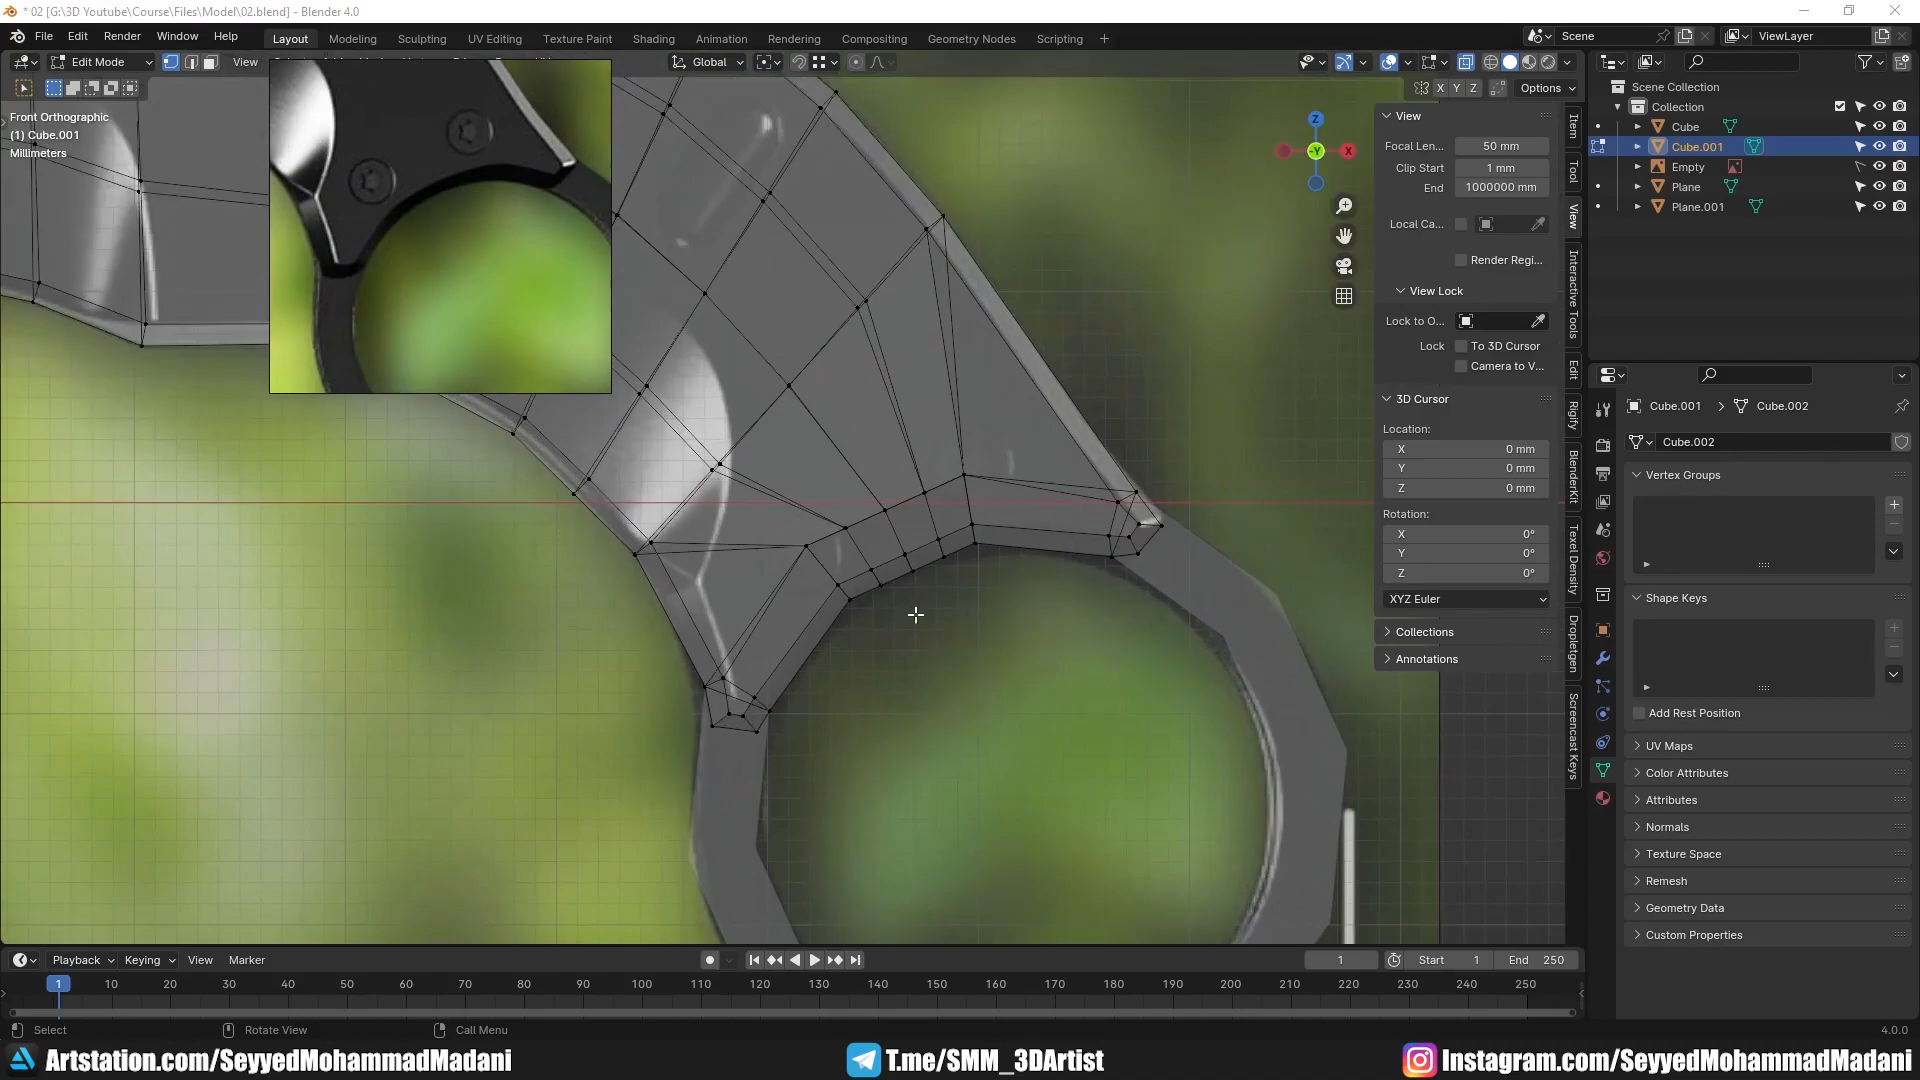 * 02 [G:\3D Youtube\Course\Files\Model\02.blend] - Blender 4.0
File Edit Render Window Help
Layout Modeling Sculpting UV Editing Texture Paint Shading Animation Rendering Compositing Geometry Nodes Scripting +
Scene
ViewLayer
Edit Mode
View
Global
X Y Z
Options
Front Orthographic
(1) Cube.001
Millimeters
Z
-Y
X
View
Focal Len... 50 mm
Clip Start 1 mm
End 1000000 mm
Local Ca...
Render Regi...
View Lock
Lock to O...
Lock To 3D Cursor
Camera to V...
3D Cursor
Location:
X 0 mm
Y 0 mm
Z 0 mm
Rotation:
X 0°
Y 0°
Z 0°
XYZ Euler
Collections
Annotations
Item
Tool
View
Interactive Tools
Edit
Rigify
BlenderKit
Texel Density
Dropletgen
Screencast Keys
Scene Collection
Collection
Cube
Cube.001
Empty
Plane
Plane.001
Cube.001 > Cube.002
Cube.002
Vertex Groups
Shape Keys
Add Rest Position
UV Maps
Color Attributes
Attributes
Normals
Texture Space
Remesh
Geometry Data
Custom Properties
Playback Keying View Marker
1
Start 1
End 250
1 10 20 30 40 50 60 70 80 90 100 110 120 130 140 150 160 170 180 190 200 210 220 230 240 250
Select
Rotate View
Call Menu
4.0.0
Artstation.com/SeyyedMohammadMadani
T.me/SMM_3DArtist
Instagram.com/SeyyedMohammadMadani